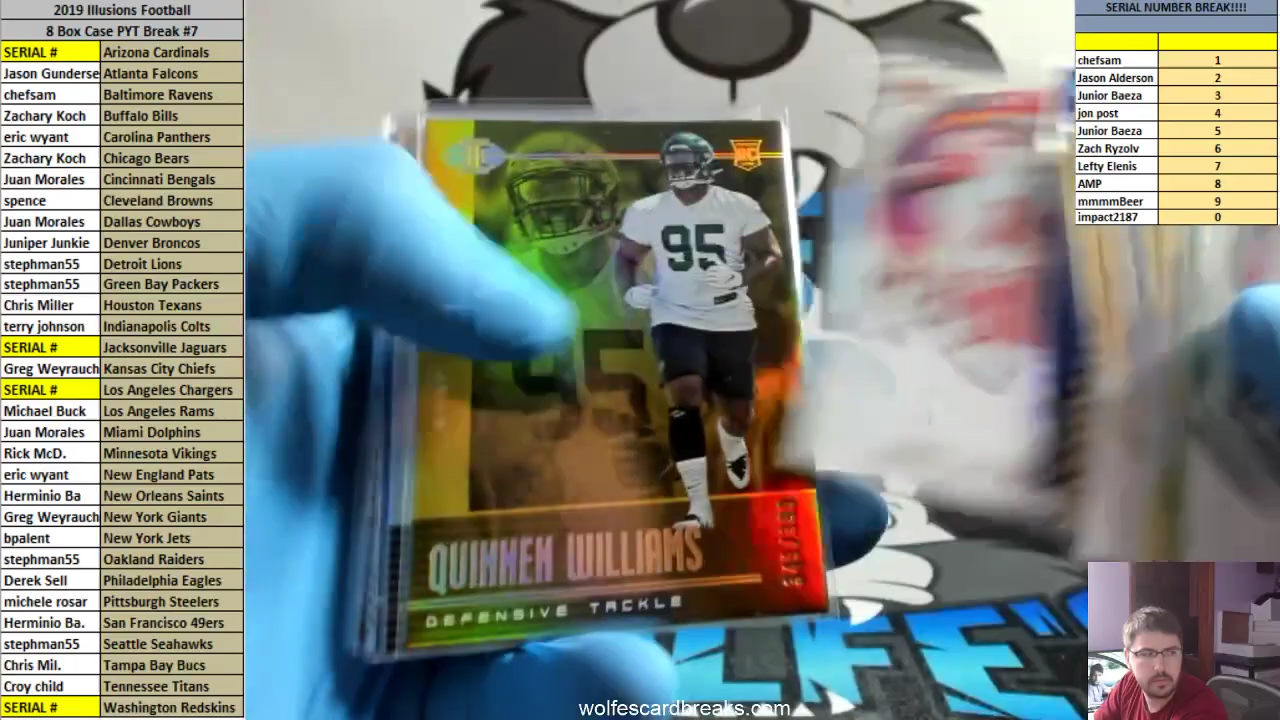 2019 Illusions Football
8 Box Case PYT Break #7
SERIAL # Arizona Cardinals
Jason Gunderse Atlanta Falcons
chefsam Baltimore Ravens
Zachary Koch Buffalo Bills
eric wyant Carolina Panthers
Zachary Koch Chicago Bears
Juan Morales Cincinnati Bengals
spence Cleveland Browns
Juan Morales Dallas Cowboys
Juniper Junkie Denver Broncos
stephman55 Detroit Lions
stephman55 Green Bay Packers
Chris Miller Houston Texans
terry johnson Indianapolis Colts
SERIAL # Jacksonville Jaguars
Greg Weyrauch Kansas City Chiefs
SERIAL # Los Angeles Chargers
Michael Buck Los Angeles Rams
Juan Morales Miami Dolphins
Rick McD. Minnesota Vikings
eric wyant New England Pats
Herminio Ba New Orleans Saints
Greg Weyrauch New York Giants
bpalent New York Jets
stephman55 Oakland Raiders
Derek Sell Philadelphia Eagles
michele rosar Pittsburgh Steelers
Herminio Ba. San Francisco 49ers
stephman55 Seattle Seahawks
Chris Mil. Tampa Bay Bucs
Croy child Tennessee Titans
SERIAL # Washington Redskins
RC
95
95
QUINNEN WILLIAMS
DEFENSIVE TACKLE
LFE'
wolfescardbreaks.com
SERIAL NUMBER BREAK!!!!
chefsam 1
Jason Alderson 2
Junior Baeza 3
jon post 4
Junior Baeza 5
Zach Ryzolv 6
Lefty Elenis 7
AMP 8
mmmmBeer 9
impact2187 0